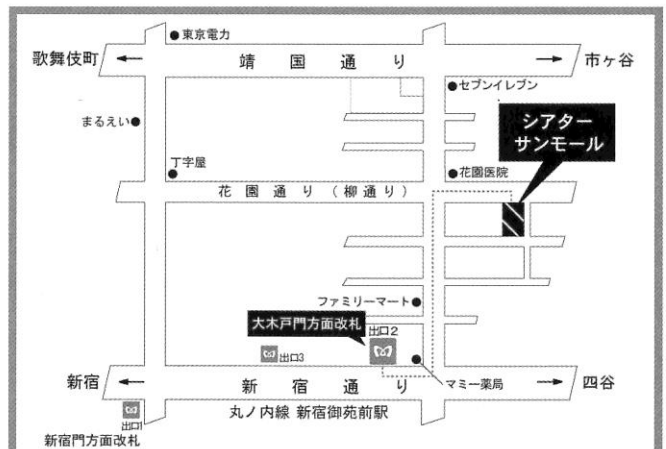 東京電力
歌舞伎町
靖国通り
市ヶ谷
セブンイレブン
まるえい
シアター
サンモール
丁字屋
花園医院
花園通り(柳通り)
ファミリーマート
大木戸門方面改札
出口2
出口3
新宿
新宿通り
マミー薬局
四谷
出口1
丸ノ内線 新宿御苑前駅
新宿門方面改札